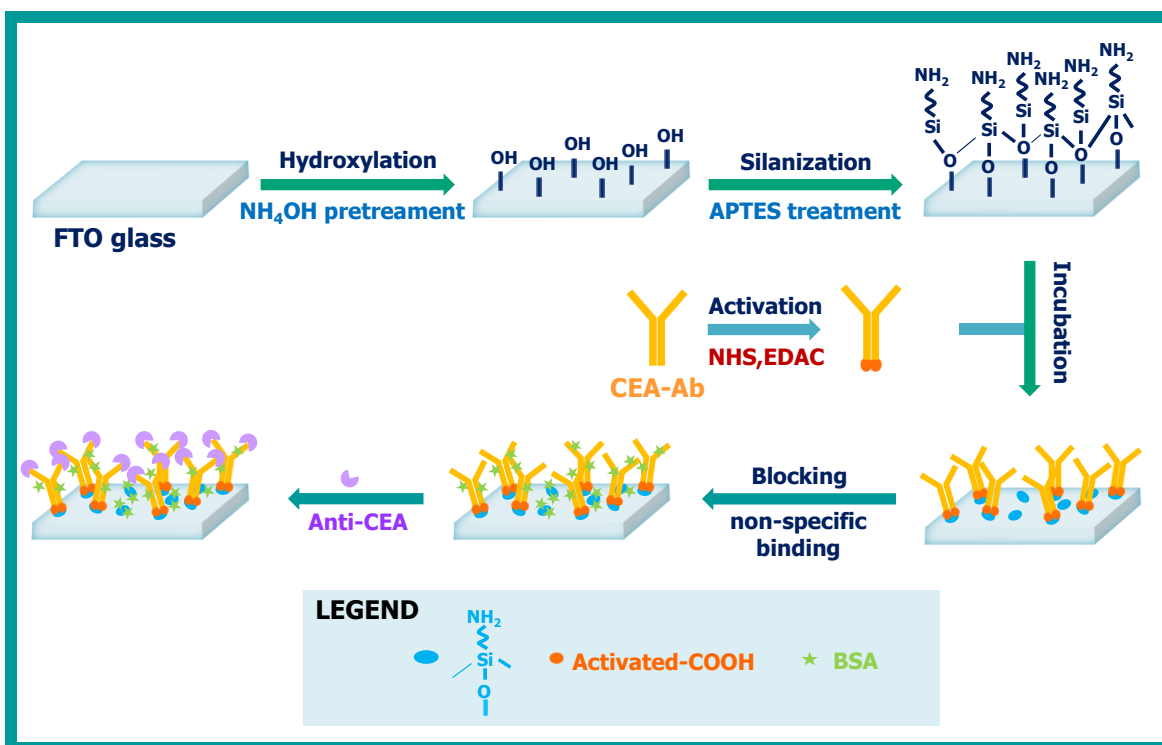 NH2
NH2
NH2
NH2
NH2
NH2
Si
Si
Si
Si
Si
Si
O
O
O
O
O
O
OH
OH
OH
OH
OH
OH
Hydroxylation
NH4OH pretreament
Silanization
APTES treatment
FTO glass
Incubation
Activation
NHS,EDAC
CEA-Ab
Blocking
non-specific
binding
Anti-CEA
LEGEND
NH2
Si
O
Activated-COOH
BSA